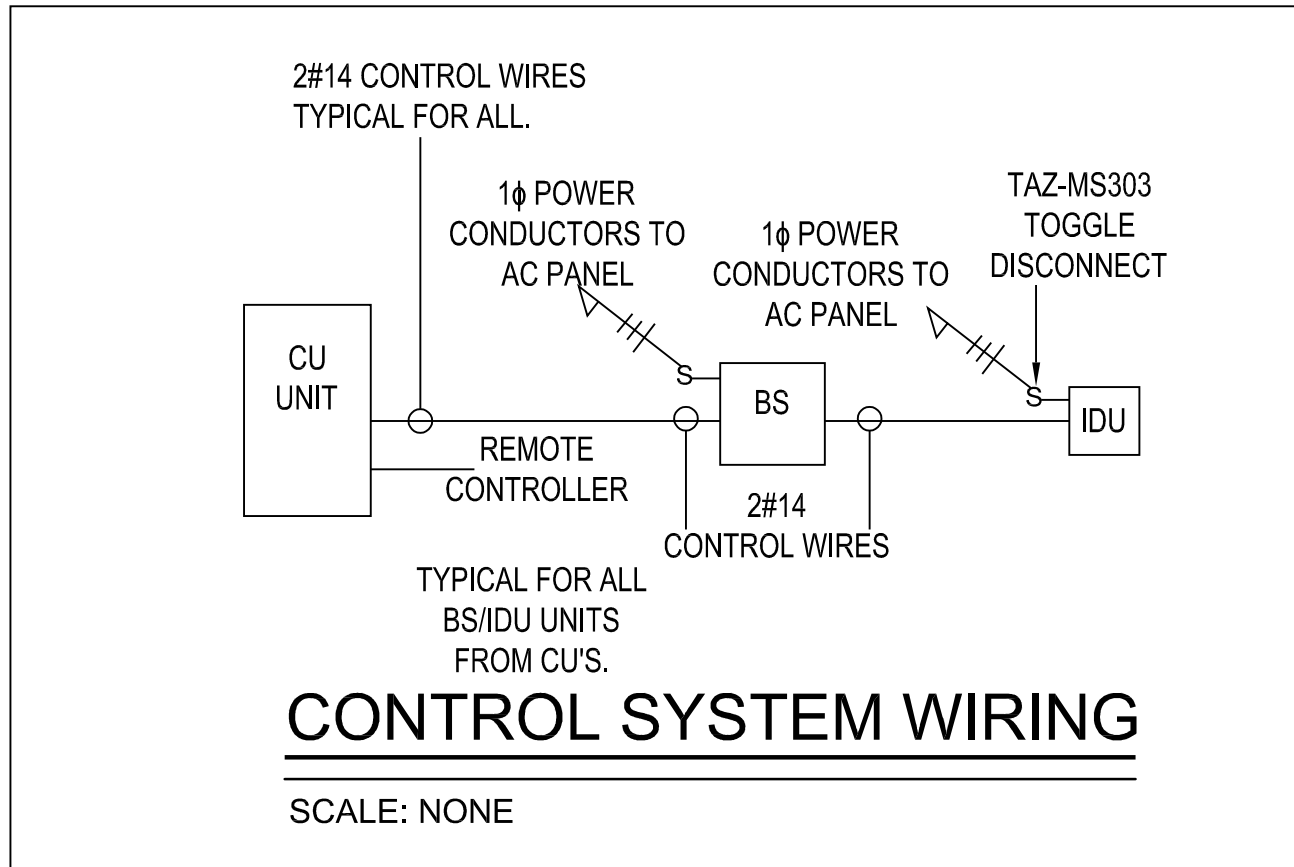 2#14 CONTROL WIRES
TYPICAL FOR ALL.
1ϕ POWER
CONDUCTORS TO
AC PANEL
1ϕ POWER
CONDUCTORS TO
AC PANEL
TAZ-MS303
TOGGLE
DISCONNECT
CU
UNIT
S
BS
S
IDU
REMOTE
CONTROLLER
2#14
CONTROL WIRES
TYPICAL FOR ALL
BS/IDU UNITS
FROM CU'S.
CONTROL SYSTEM WIRING
SCALE: NONE